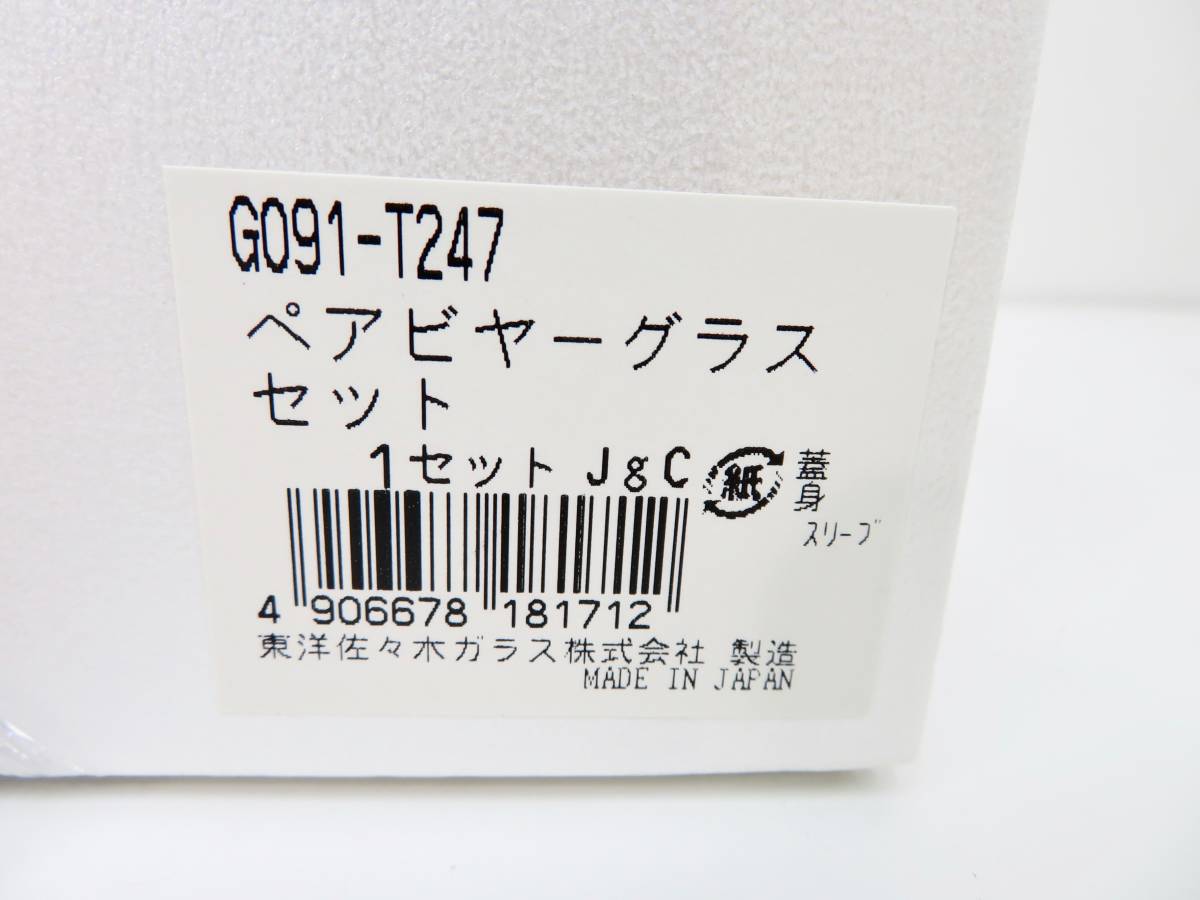 G091-T247
ペアビヤーグラス
セット
1セット JgC 紙 蓋
身
スリーブ
4 906678 181712
東洋佐々木ガラス株式会社 製造
MADE IN JAPAN